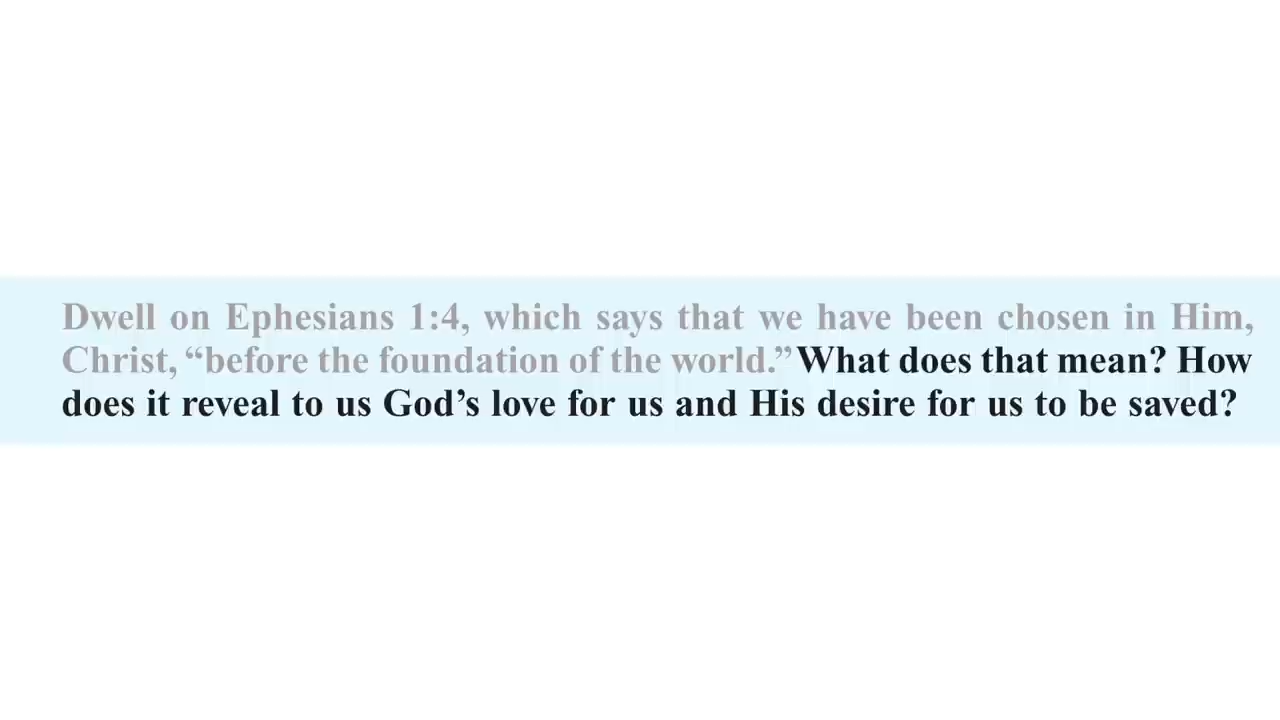 Dwell on Ephesians 1:4, which says that we have been chosen in Him,
Christ, “before the foundation of the world.” What does that mean? How
does it reveal to us God’s love for us and His desire for us to be saved?